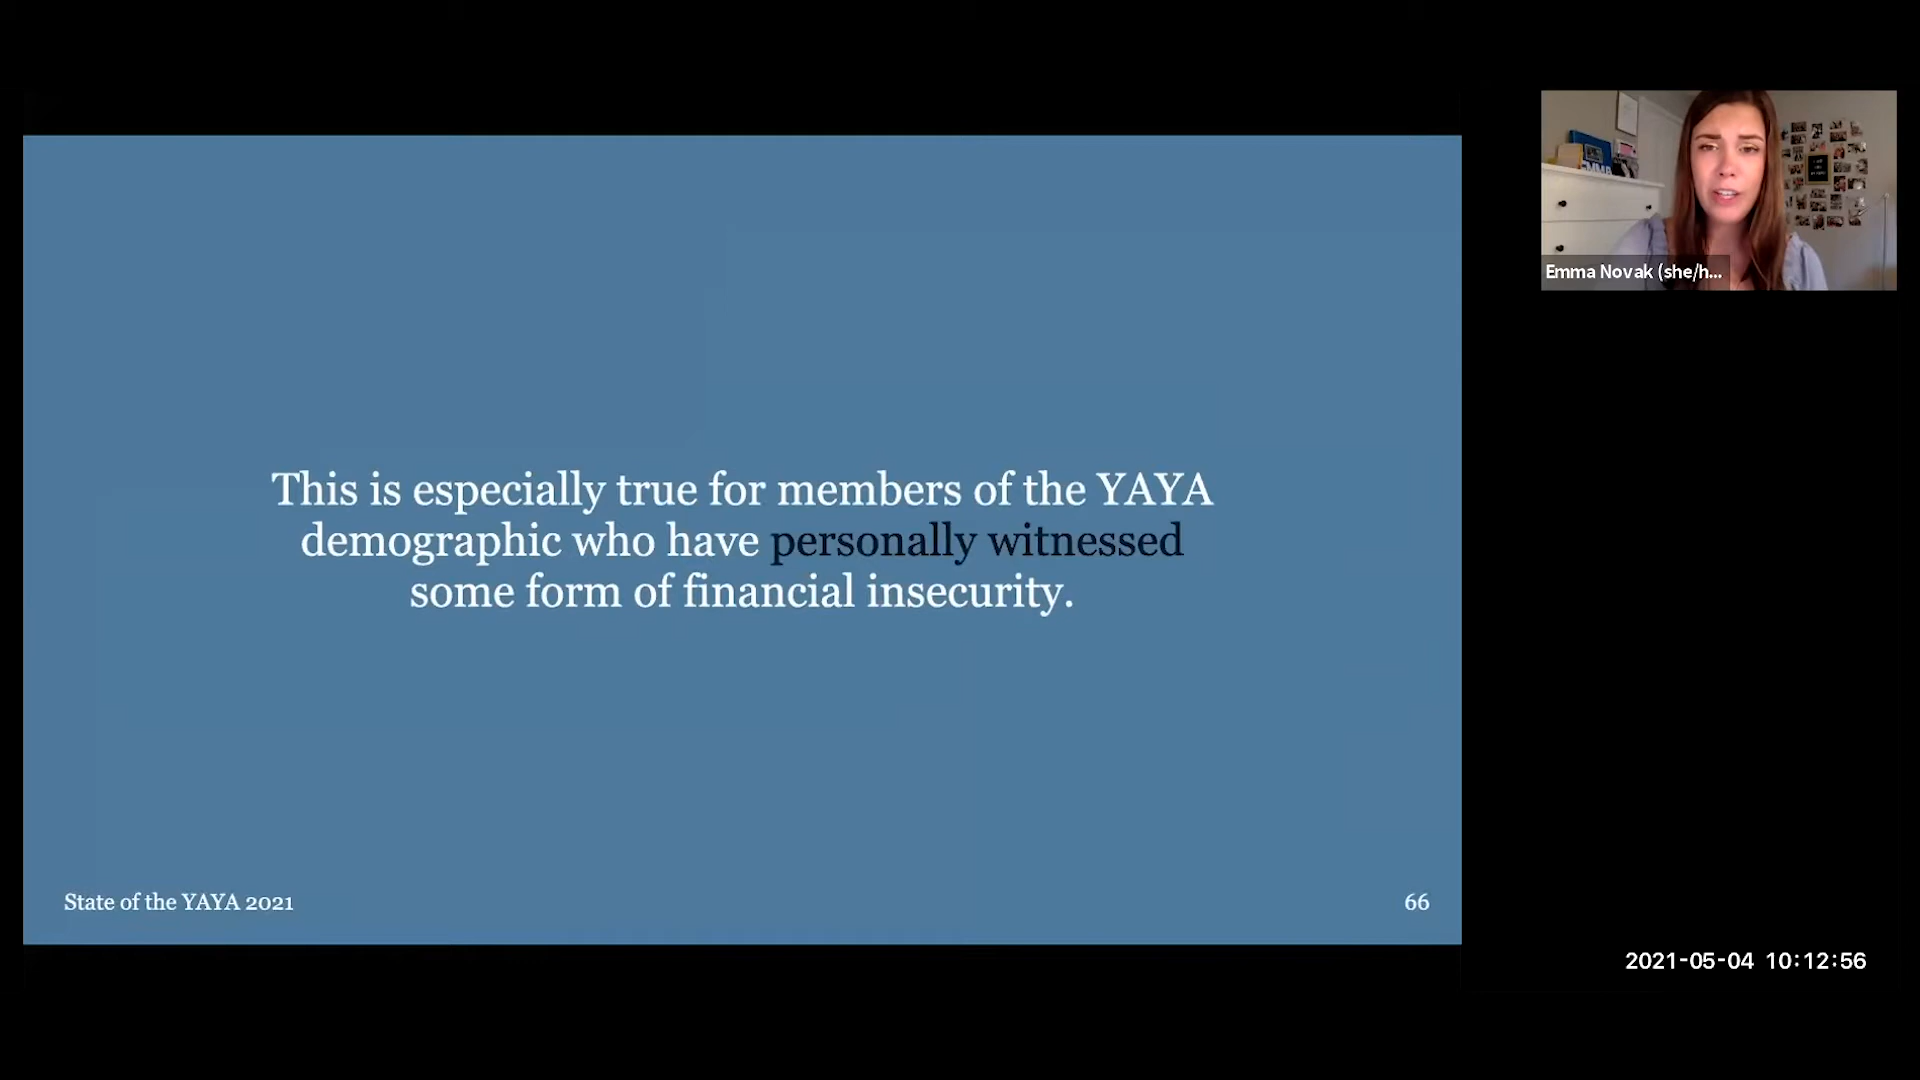 This is especially true for members of the YAYA
demographic who have personally witnessed
some form of financial insecurity.
State of the YAYA 2021
66
Emma Novak (she/h...
2021-05-04 10:12:56